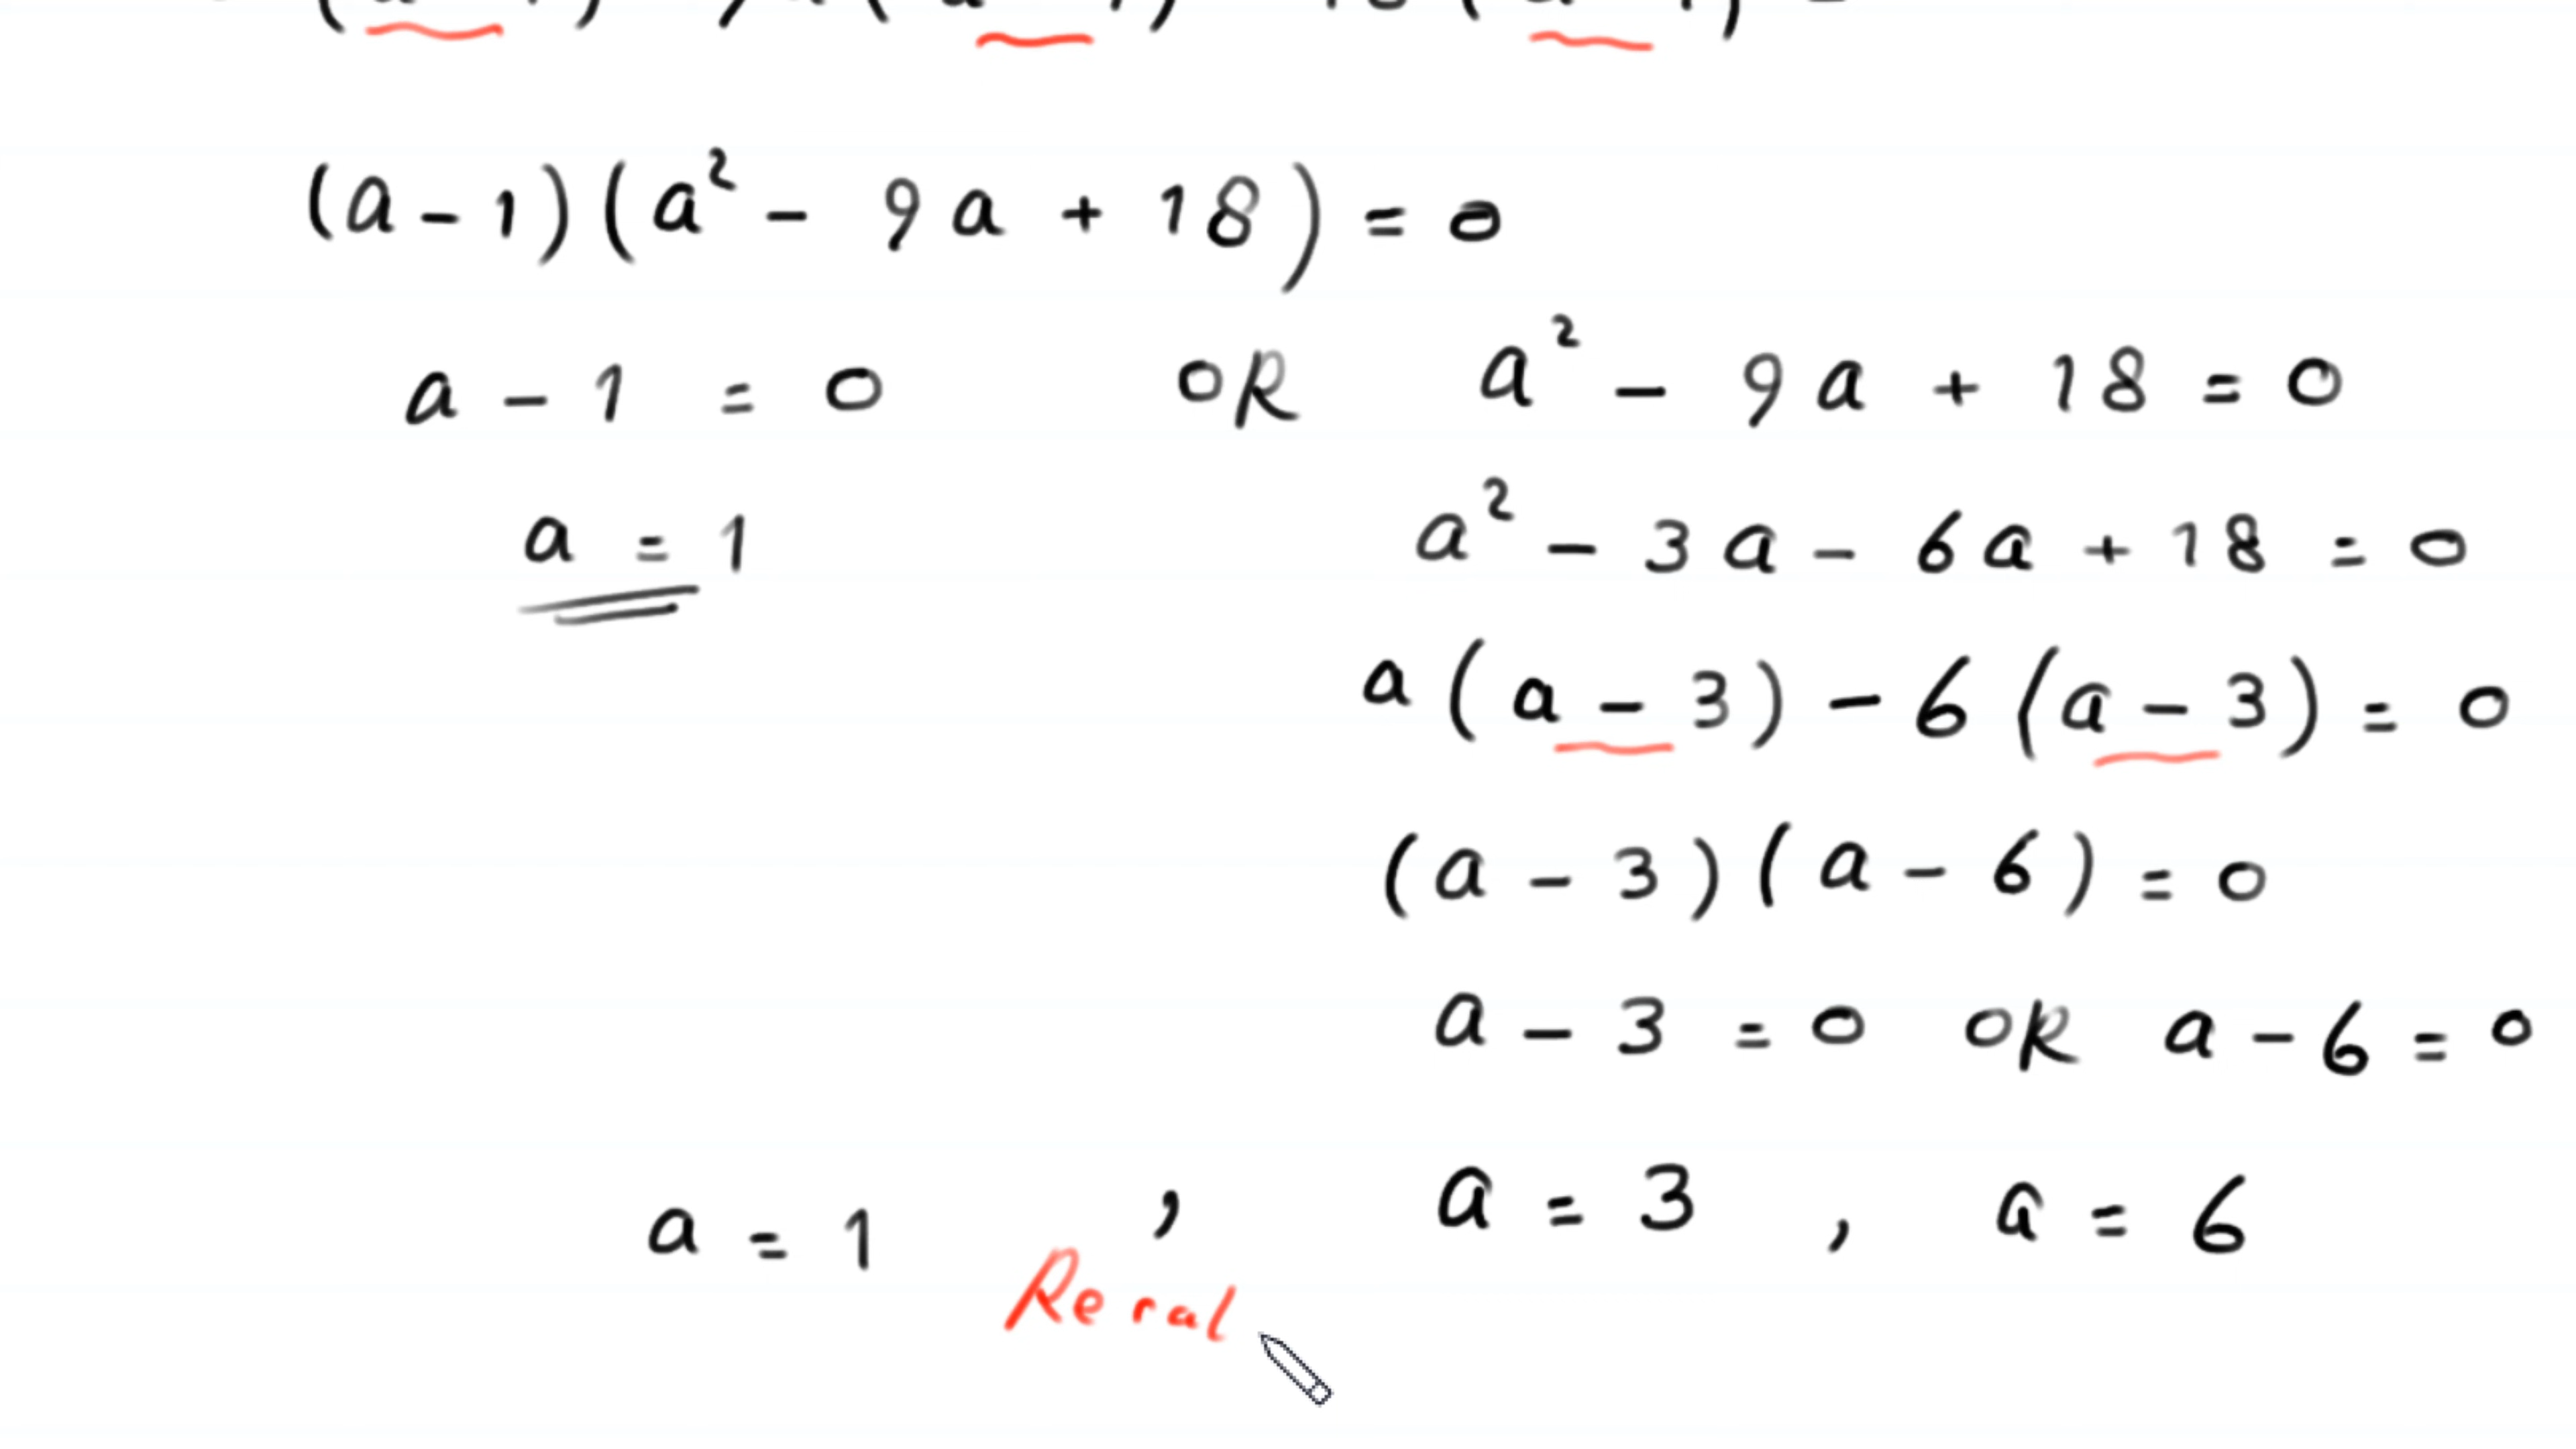 (a - 1)(a² - 9a + 18) = 0
a - 1 = 0 OR a² - 9a + 18 = 0
a = 1 a² - 3a - 6a + 18 = 0
a(a - 3) - 6(a - 3) = 0
(a - 3)(a - 6) = 0
a - 3 = 0 OR a - 6 = 0
a = 1 , a = 3 , a = 6
Reral